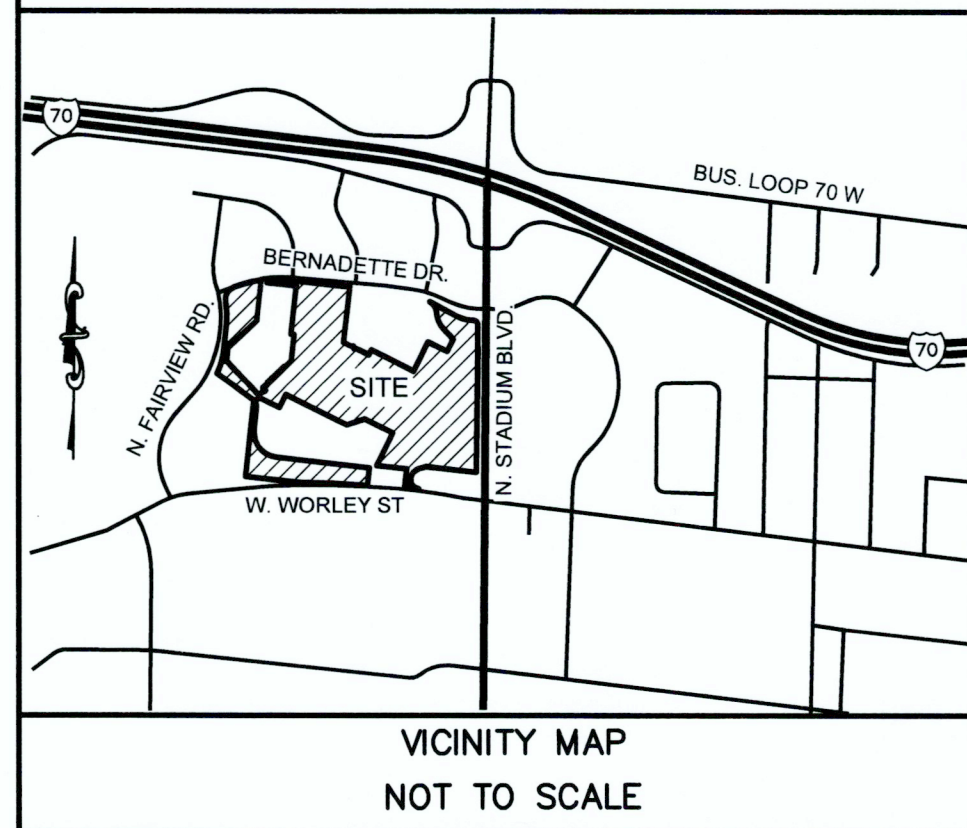 70
BUS. LOOP 70 W
BERNADETTE DR.
N. FAIRVIEW RD.
SITE
N. STADIUM BLVD.
70
W. WORLEY ST
VICINITY MAP
NOT TO SCALE